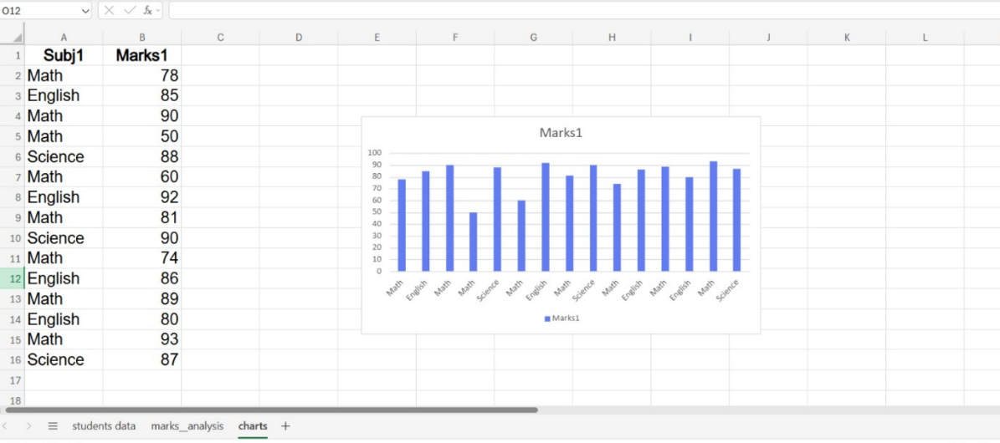 O12
fx
A B C D E F G H I J K L
1 Subj1 Marks1
2 Math 78
3 English 85
4 Math 90
5 Math 50
6 Science 88
7 Math 60
8 English 92
9 Math 81
10 Science 90
11 Math 74
12 English 86
13 Math 89
14 English 80
15 Math 93
16 Science 87
17
18
Marks1
100
90
80
70
60
50
40
30
20
10
0
Math English Math Math Science Math English Math Science Math English Math English Math Science
Marks1
students data marks_analysis charts +